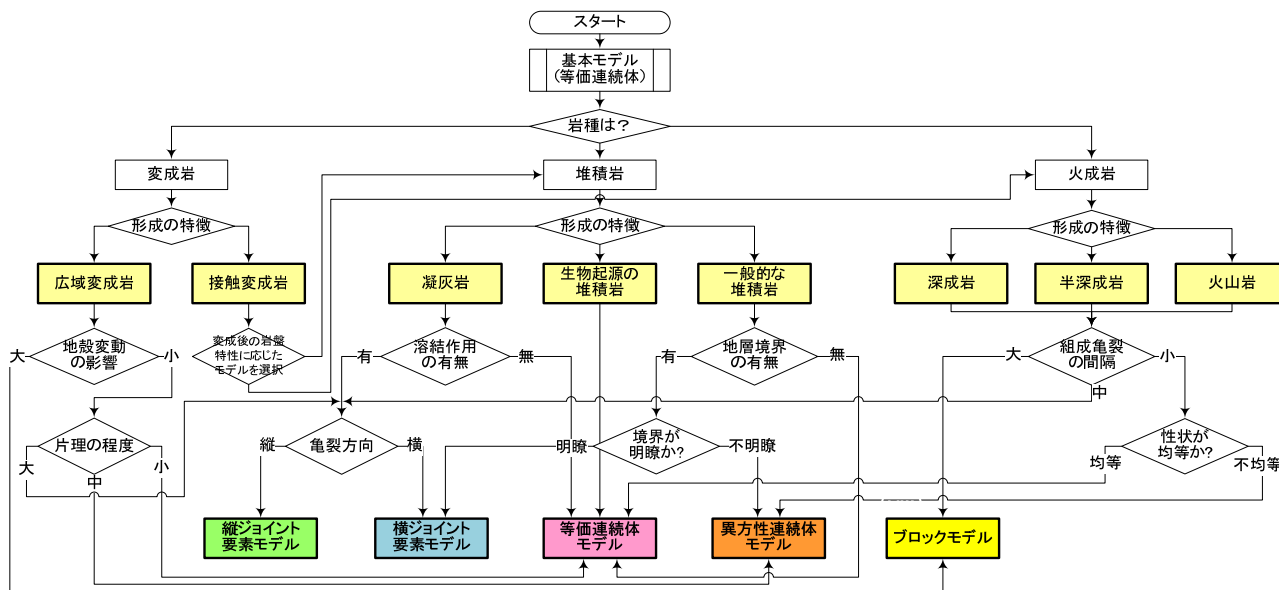 スタート
基本モデル
(等価連続体)
岩種は?
変成岩
堆積岩
火成岩
形成の特徴
形成の特徴
形成の特徴
広域変成岩
接触変成岩
凝灰岩
生物起源の
堆積岩
一般的な
堆積岩
深成岩
半深成岩
火山岩
大
地殻変動
の影響
小
変成後の岩盤
特性に応じた
モデルを選択
有
溶結作用
の有無
無
有
地層境界
の有無
無
大
組成亀裂
の間隔
小
中
片理の程度
大
中
小
縦
亀裂方向
横
明瞭
境界が
明瞭か?
不明瞭
性状が
均等か?
均等
不均等
縦ジョイント
要素モデル
横ジョイント
要素モデル
等価連続体
モデル
異方性連続体
モデル
ブロックモデル